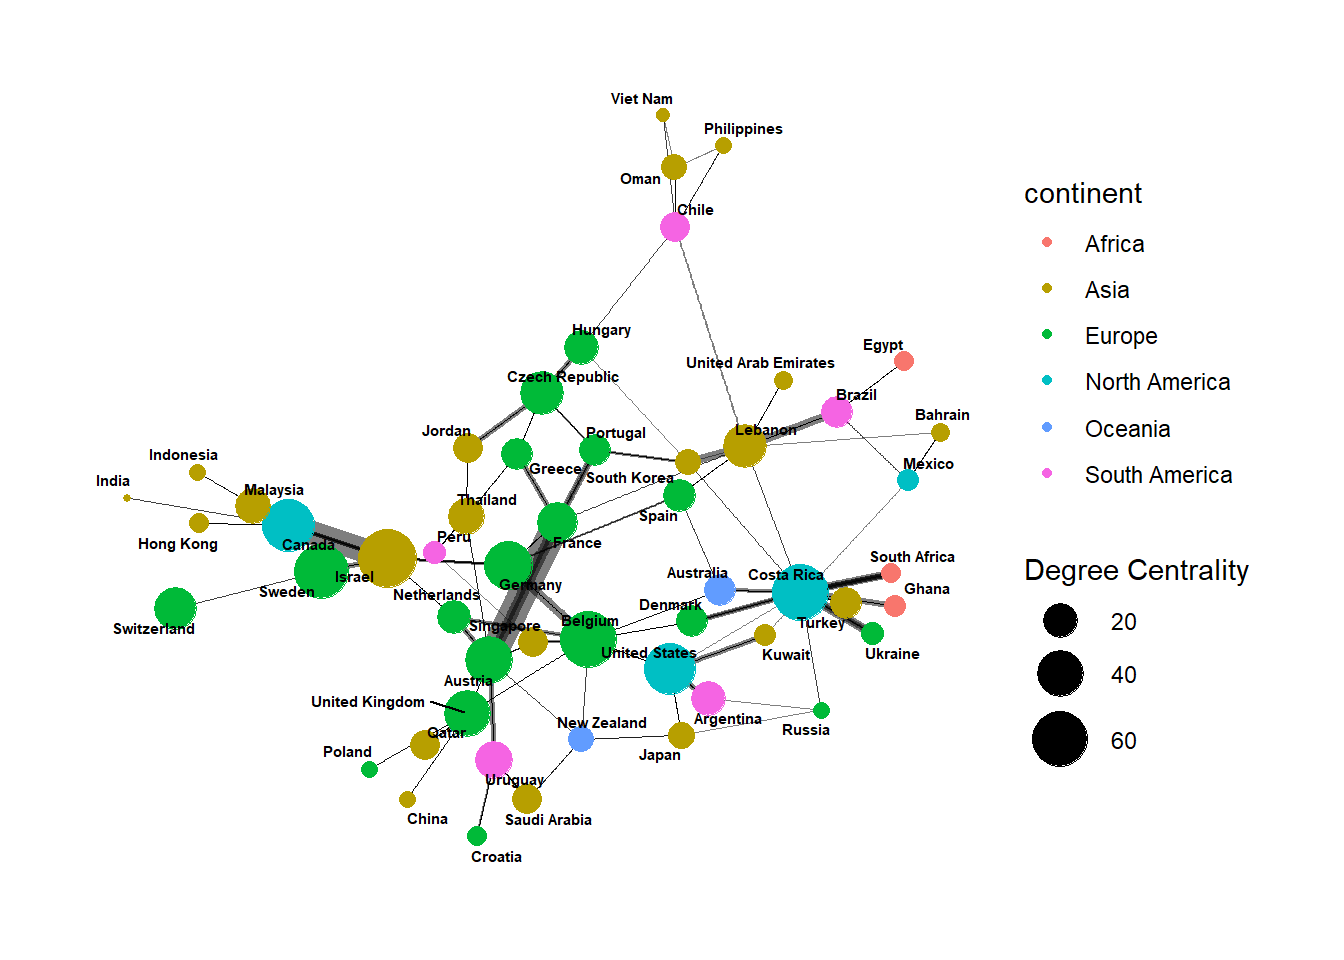 Viet Nam
Philippines
Oman
Chile
Hungary
Egypt
United Arab Emirates
Czech Republic
Brazil
Bahrain
Jordan
Portugal
Lebanon
Indonesia
Greece
Mexico
India
South Korea
Malaysia
Thailand
Spain
Hong Kong
Canada
Peru
France
South Africa
Israel
Australia
Costa Rica
Germany
Ghana
Sweden
Netherlands
Denmark
Switzerland
Singapore
Belgium
Turkey
United States
Kuwait
Ukraine
Austria
United Kingdom
Argentina
New Zealand
Russia
Qatar
Poland
Japan
Uruguay
China
Saudi Arabia
Croatia
continent
Africa
Asia
Europe
North America
Oceania
South America
Degree Centrality
20
40
60